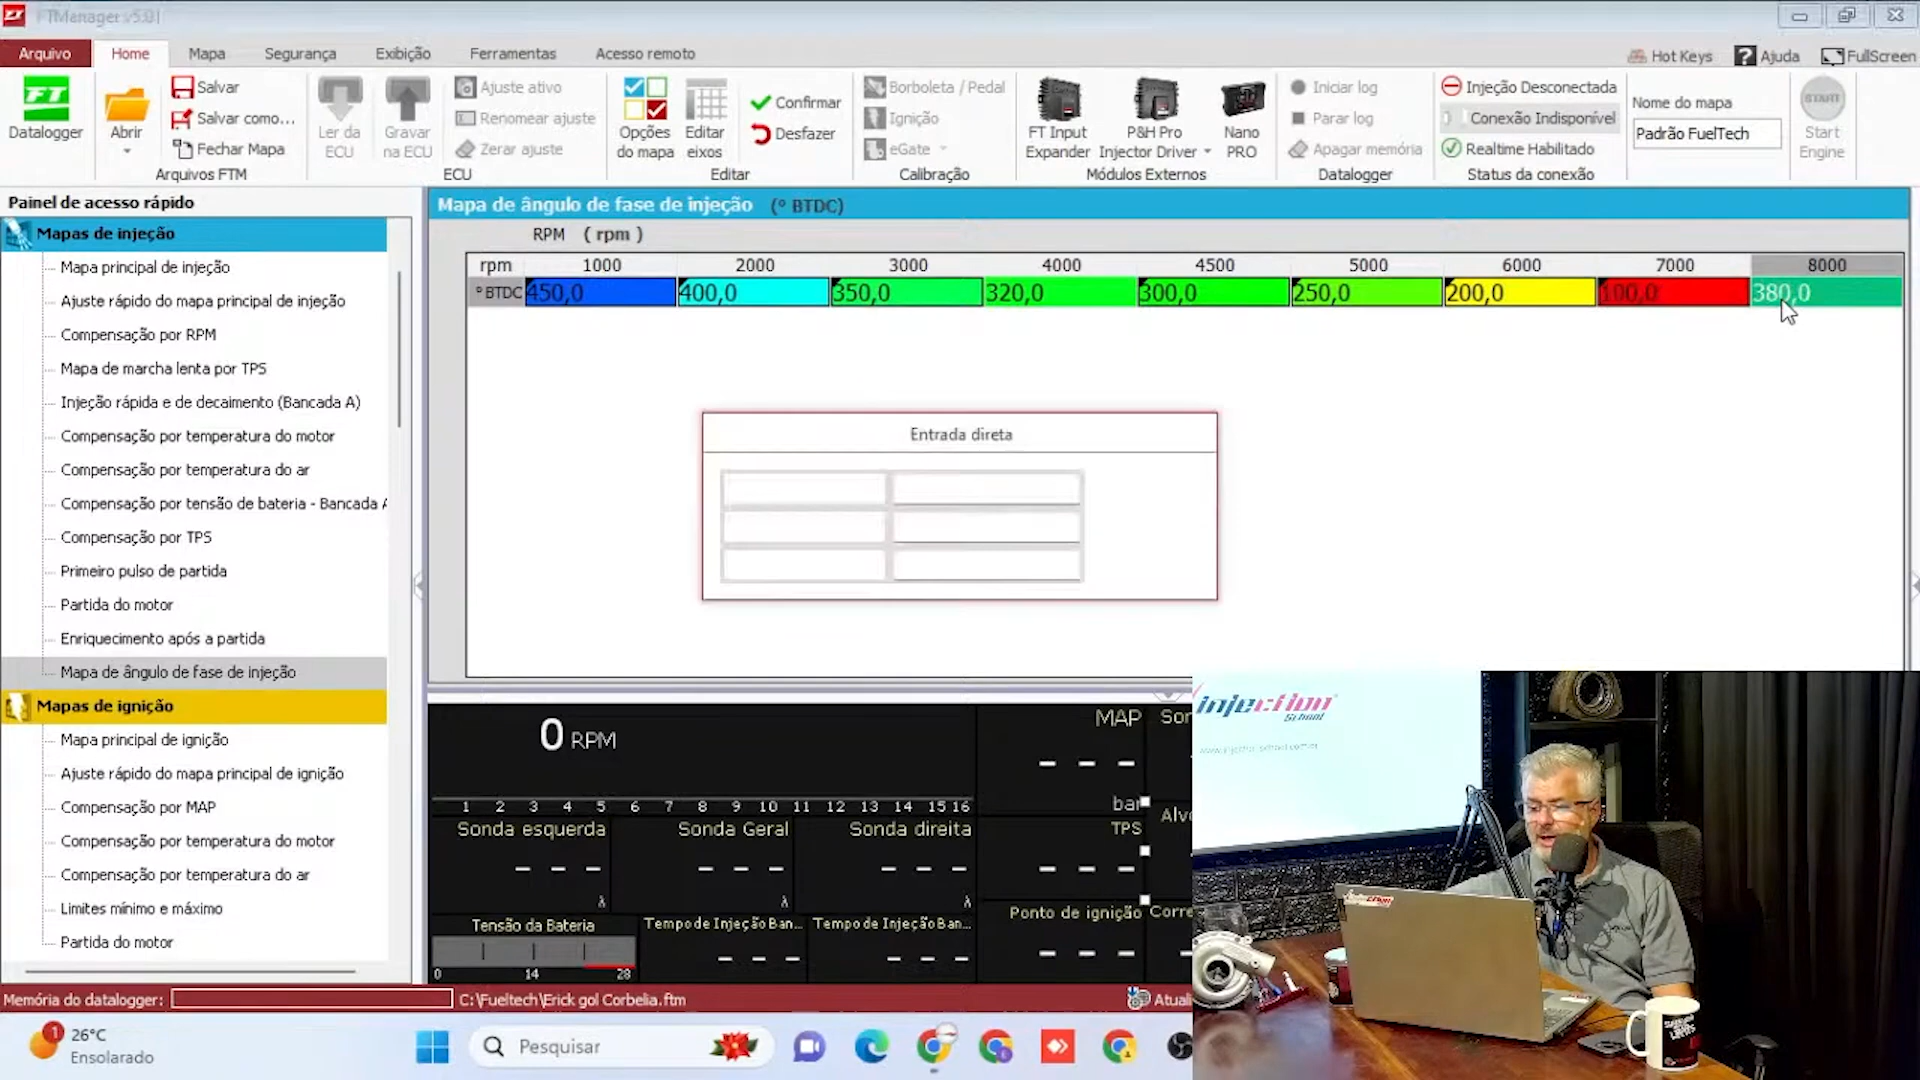 FTManager v5.01
Arquivo
Home
Mapa
Segurança
Exibição
Ferramentas
Acesso remoto
Hot Keys
Ajuda
FullScreen
FT
Datalogger
Abrir
Salvar
Salvar como...
Fechar Mapa
Arquivos FTM
Ler da
ECU
Gravar
na ECU
Ajuste ativo
Renomear ajuste
Zerar ajuste
ECU
Opções
do mapa
Editar
eixos
Confirmar
Desfazer
Editar
Borboleta / Pedal
Ignição
eGate
Calibração
FT Input
Expander
P&H Pro
Injector Driver
Nano
PRO
Módulos Externos
Iniciar log
Parar log
Apagar memória
Datalogger
Injeção Desconectada
Conexão Indisponível
Realtime Habilitado
Status da conexão
Nome do mapa
Padrão FuelTech
START
Start
Engine
Painel de acesso rápido
Mapas de injeção
Mapa principal de injeção
Ajuste rápido do mapa principal de injeção
Compensação por RPM
Mapa de marcha lenta por TPS
Injeção rápida e de decaimento (Bancada A)
Compensação por temperatura do motor
Compensação por temperatura do ar
Compensação por tensão de bateria - Bancada A
Compensação por TPS
Primeiro pulso de partida
Partida do motor
Enriquecimento após a partida
Mapa de ângulo de fase de injeção
Mapas de ignição
Mapa principal de ignição
Ajuste rápido do mapa principal de ignição
Compensação por MAP
Compensação por temperatura do motor
Compensação por temperatura do ar
Limites mínimo e máximo
Partida do motor
Mapa de ângulo de fase de injeção (º BTDC)
RPM ( rpm )
rpm 1000 2000 3000 4000 4500 5000 6000 7000 8000
º BTDC 450,0 400,0 350,0 320,0 300,0 250,0 200,0 100,0 380,0
Entrada direta
0 RPM
1 2 3 4 5 6 7 8 9 10 11 12 13 14 15 16
MAP
- - -
bar
Sonda esquerda
- - -
λ
Sonda Geral
- - -
λ
Sonda direita
- - -
λ
TPS
- - -
Tensão da Bateria
0 14 28
Tempo de Injeção Ban...
- - -
Tempo de Injeção Ban...
- - -
Ponto de ignição
- - -
injection
School
Memória do datalogger:
C:\Fueltech\Erick gol Corbelia.ftm
1
26°C
Ensolarado
Pesquisar